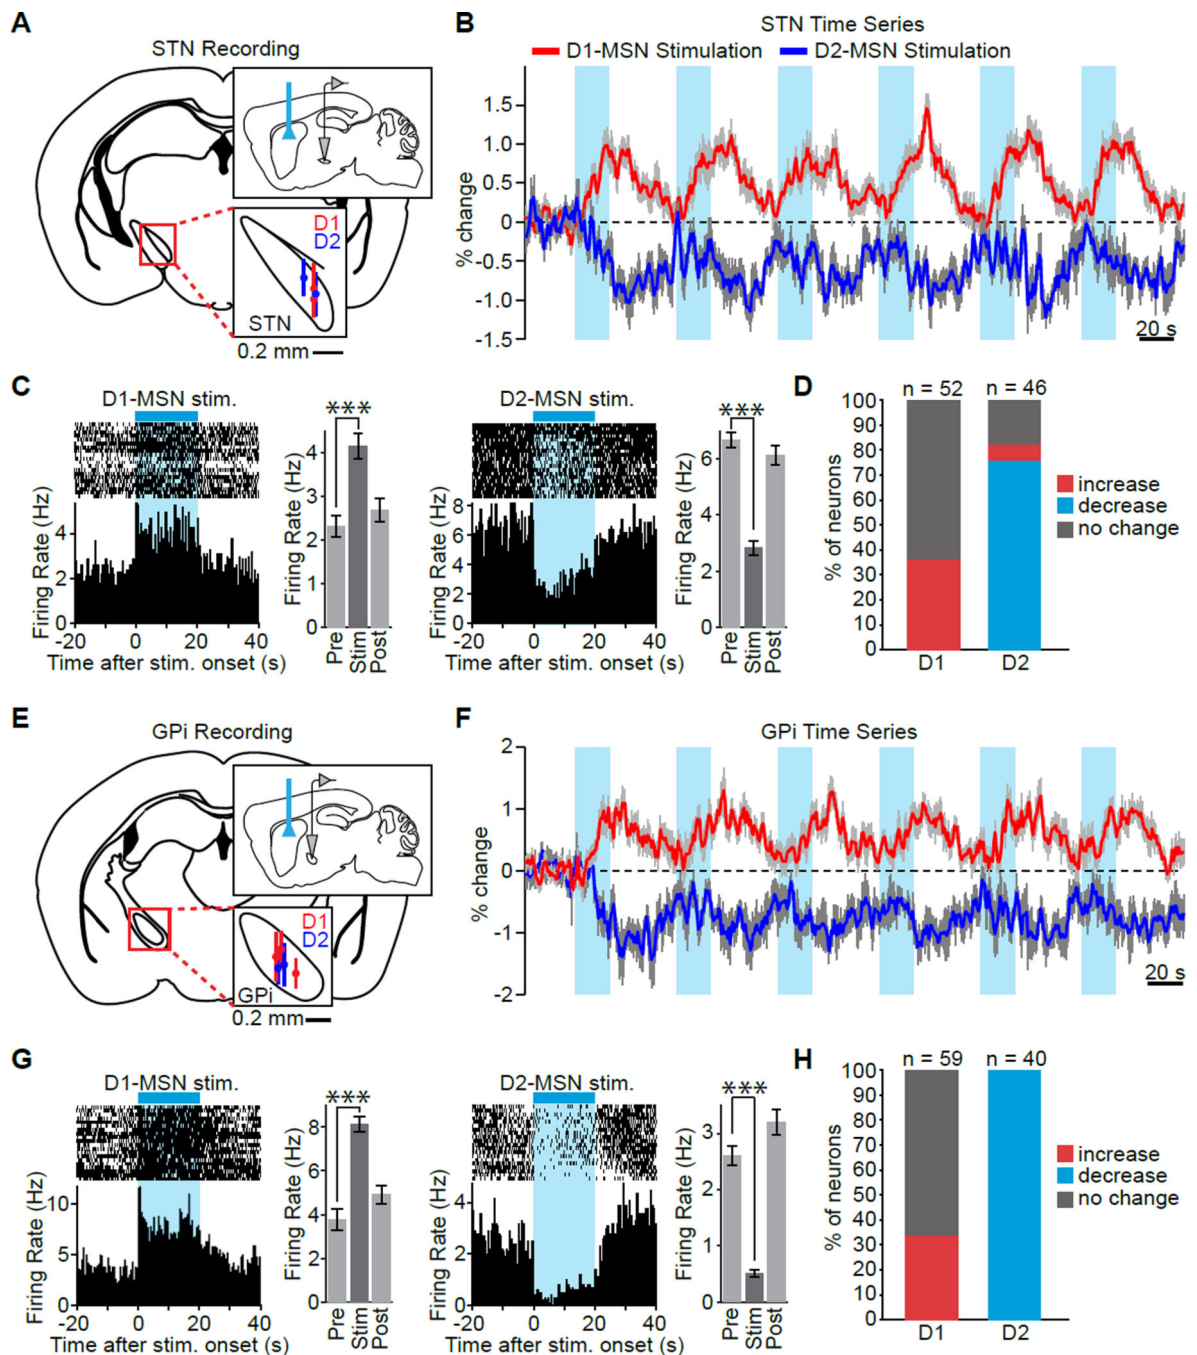 A
STN Recording
D1
D2
STN
0.2 mm
B
STN Time Series
D1-MSN Stimulation
D2-MSN Stimulation
% change
1.5
1.0
0.5
0
-0.5
-1.0
-1.5
20 s
C
D1-MSN stim.
Firing Rate (Hz)
4
2
0
-20 0 20 40
Time after stim. onset (s)
***
Firing Rate (Hz)
4
3
2
1
0
Pre
Stim
Post
D2-MSN stim.
Firing Rate (Hz)
8
6
4
2
0
-20 0 20 40
Time after stim. onset (s)
***
Firing Rate (Hz)
6
4
2
0
Pre
Stim
Post
D
n = 52 n = 46
% of neurons
100
90
80
70
60
50
40
30
20
10
0
D1 D2
increase
decrease
no change
E
GPi Recording
D1
D2
GPi
0.2 mm
F
GPi Time Series
% change
2
1
0
-1
-2
20 s
G
D1-MSN stim.
Firing Rate (Hz)
10
5
0
-20 0 20 40
Time after stim. onset (s)
***
Firing Rate (Hz)
8
6
4
2
0
Pre
Stim
Post
D2-MSN stim.
Firing Rate (Hz)
4
2
0
-20 0 20 40
Time after stim. onset (s)
***
Firing Rate (Hz)
3
2
1
0
Pre
Stim
Post
H
n = 59 n = 40
% of neurons
100
90
80
70
60
50
40
30
20
10
0
D1 D2
increase
decrease
no change